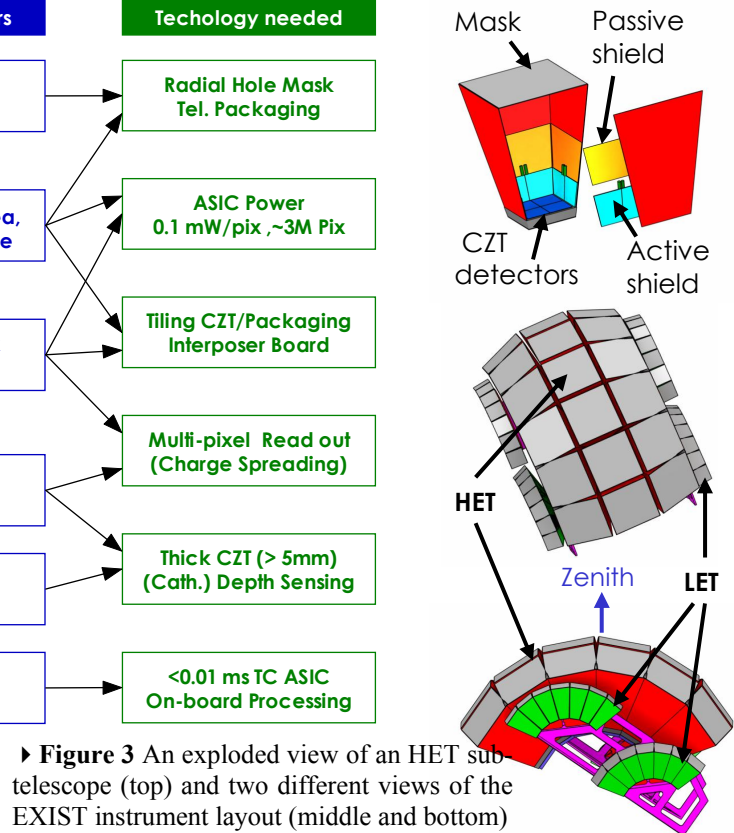 rs
Techology needed
Radial Hole Mask
Tel. Packaging
a,
e
ASIC Power
0.1 mW/pix ,~3M Pix
Tiling CZT/Packaging
Interposer Board
Multi-pixel Read out
(Charge Spreading)
Thick CZT (> 5mm)
(Cath.) Depth Sensing
<0.01 ms TC ASIC
On-board Processing
Mask
Passive
shield
CZT
detectors
Active
shield
HET
Zenith
LET
Figure 3 An exploded view of an HET sub-
telescope (top) and two different views of the
EXIST instrument layout (middle and bottom)